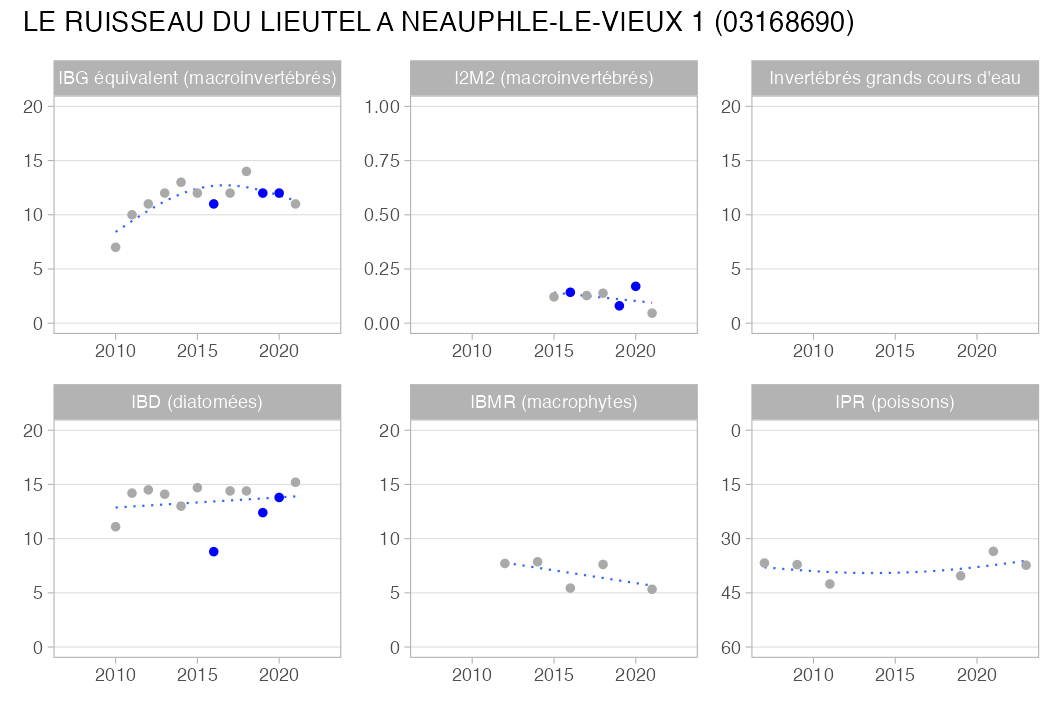 LE RUISSEAU DU LIEUTEL A NEAUPHLE-LE-VIEUX 1 (03168690)
IBG équivalent (macroinvertébrés)
20
15
10
5
0
2010 2015 2020
I2M2 (macroinvertébrés)
1.00
0.75
0.50
0.25
0.00
2010 2015 2020
Invertébrés grands cours d'eau
20
15
10
5
0
2010 2015 2020
IBD (diatomées)
20
15
10
5
0
2010 2015 2020
IBMR (macrophytes)
20
15
10
5
0
2010 2015 2020
IPR (poissons)
0
15
30
45
60
2010 2015 2020